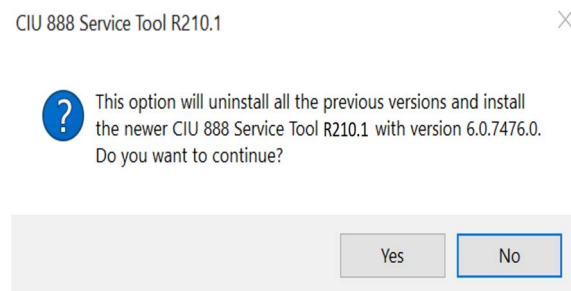 CIU 888 Service Tool R210.1
This option will uninstall all the previous versions and install
the newer CIU 888 Service Tool R210.1 with version 6.0.7476.0.
Do you want to continue?
Yes
No